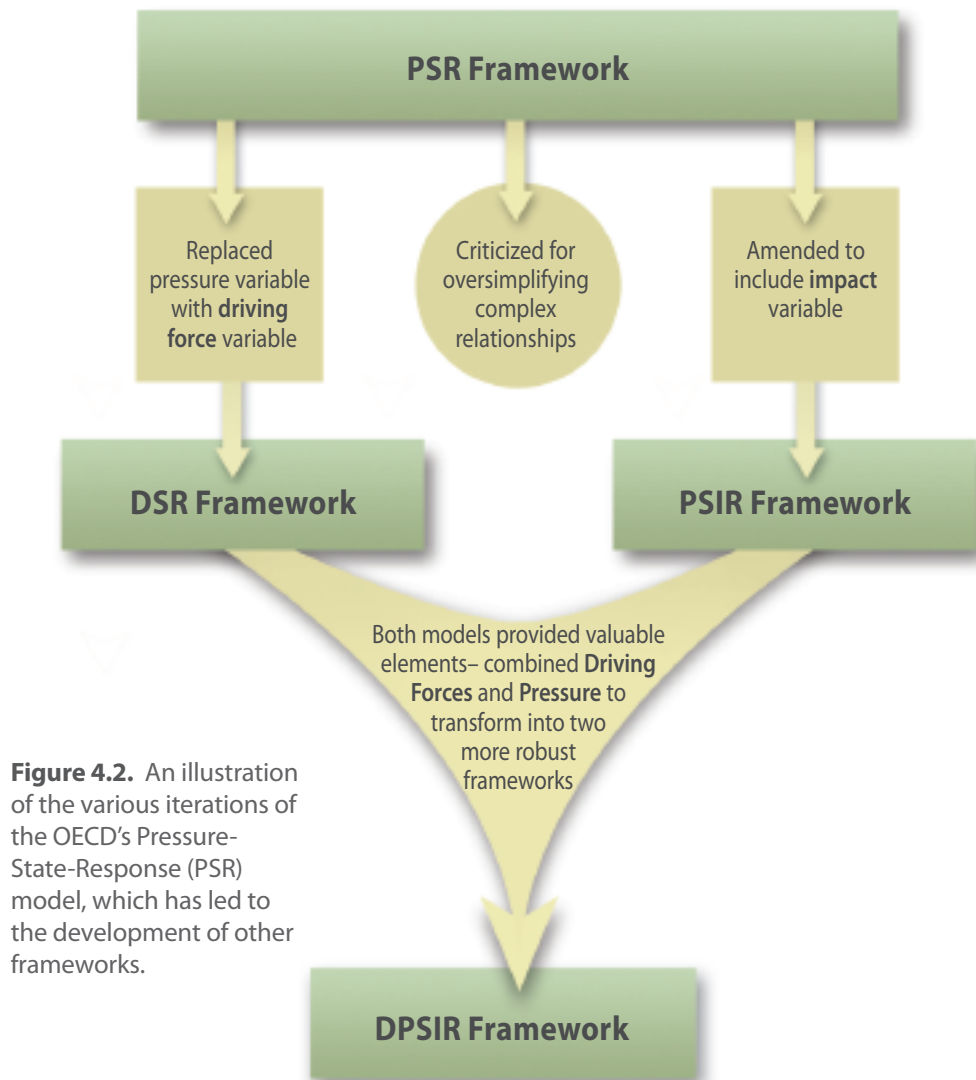 PSR Framework
Replaced
pressure variable
with driving
force variable
Criticized for
oversimplifying
complex
relationships
Amended to
include impact
variable
DSR Framework
PSIR Framework
Both models provided valuable
elements– combined Driving
Forces and Pressure to
transform into two
more robust
frameworks
Figure 4.2. An illustration
of the various iterations of
the OECD's Pressure-
State-Response (PSR)
model, which has led to
the development of other
frameworks.
DPSIR Framework